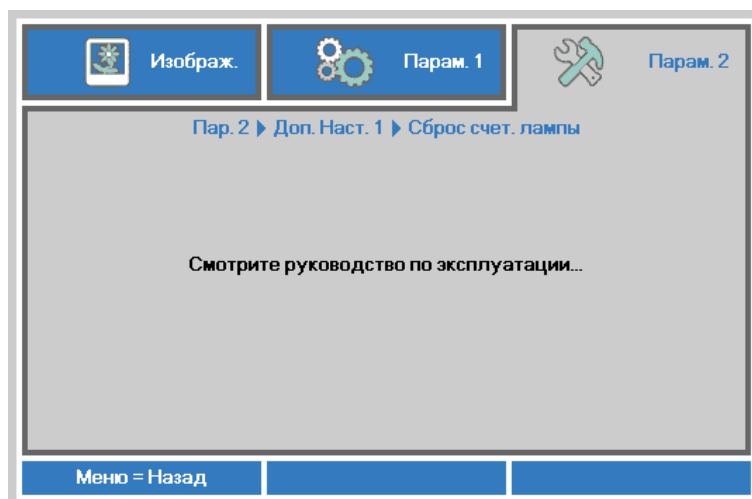 Изображ. Парам. 1 Парам. 2
Пар. 2 ▶ Доп. Наст. 1 ▶ Сброс счет. лампы
Смотрите руководство по эксплуатации...
Меню = Назад